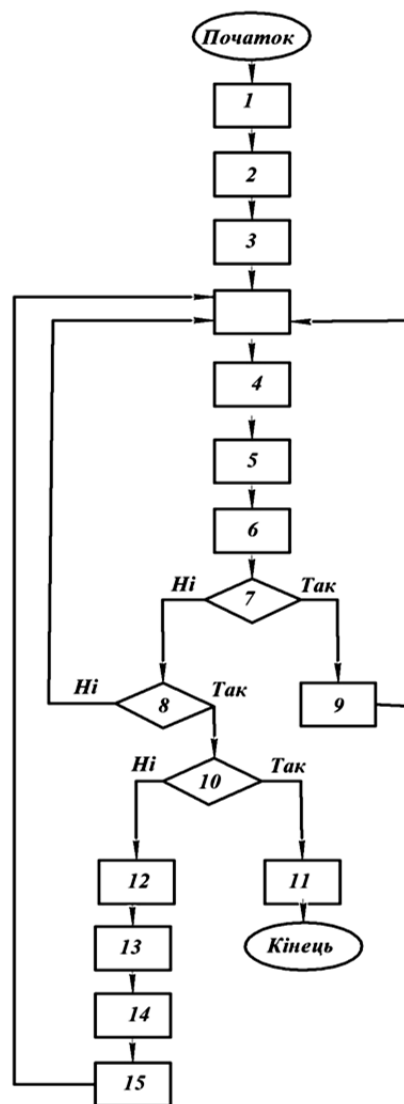 Початок
1
2
3
4
5
6
Ні 7 Так
Ні 8 Так 9
Ні 10 Так
12 11
13 Кінець
14
15